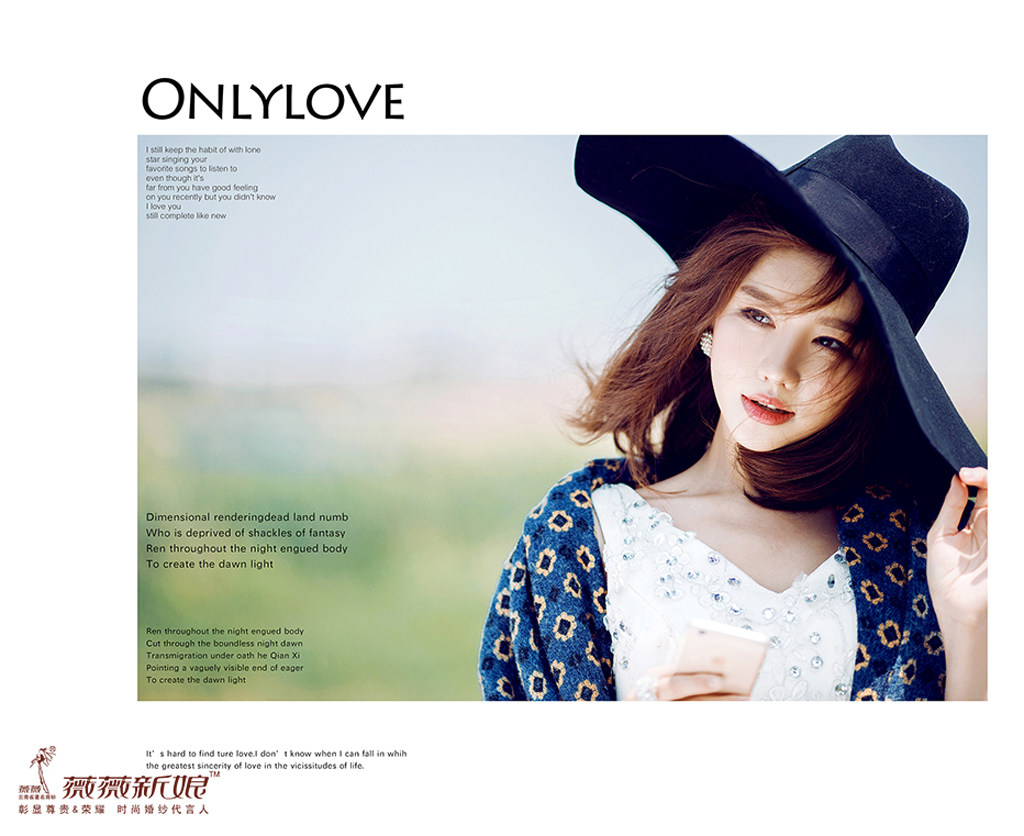 ONLYLOVE
I still keep the habit of with lone
star singing your
favorite songs to listen to
even though it's
far from you have good feeling
on you recently but you didn't know
I love you
still complete like new
Dimensional renderingdead land numb
Who is deprived of shackles of fantasy
Ren throughout the night engued body
To create the dawn light
Ren throughout the night engued body
Cut through the boundless night dawn
Transmigration under oath he Qian Xi
Pointing a vaguely visible end of eager
To create the dawn light
It's hard to find ture love.I don't know when I can fall in whih
the greatest sincerity of love in the vicissitudes of life.
薇薇
薇薇新娘™
彰显尊贵&荣耀 时尚婚纱代言人